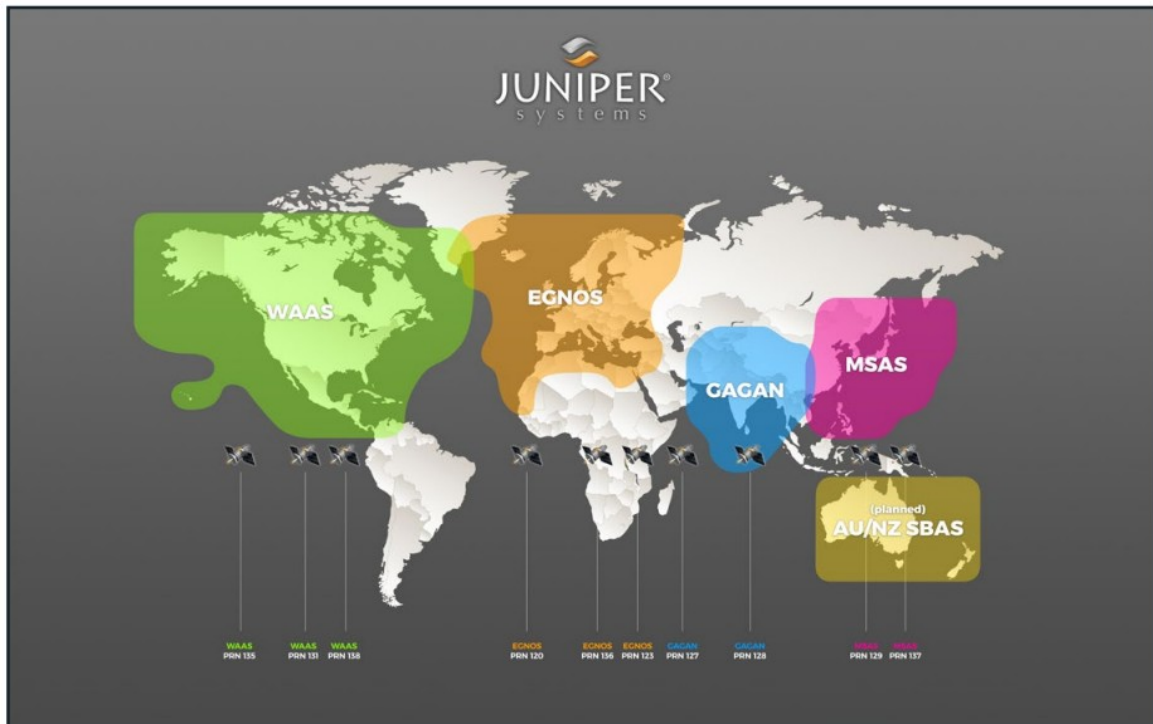 JUNIPER®
systems
WAAS
EGNOS
MSAS
GAGAN
(planned)
AU/NZ SBAS
WAAS WAAS WAAS EGNOS EGNOS EGNOS GAGAN GAGAN MSAS MSAS
PRN 135 PRN 131 PRN 138 PRN 120 PRN 136 PRN 123 PRN 127 PRN 128 PRN 129 PRN 137